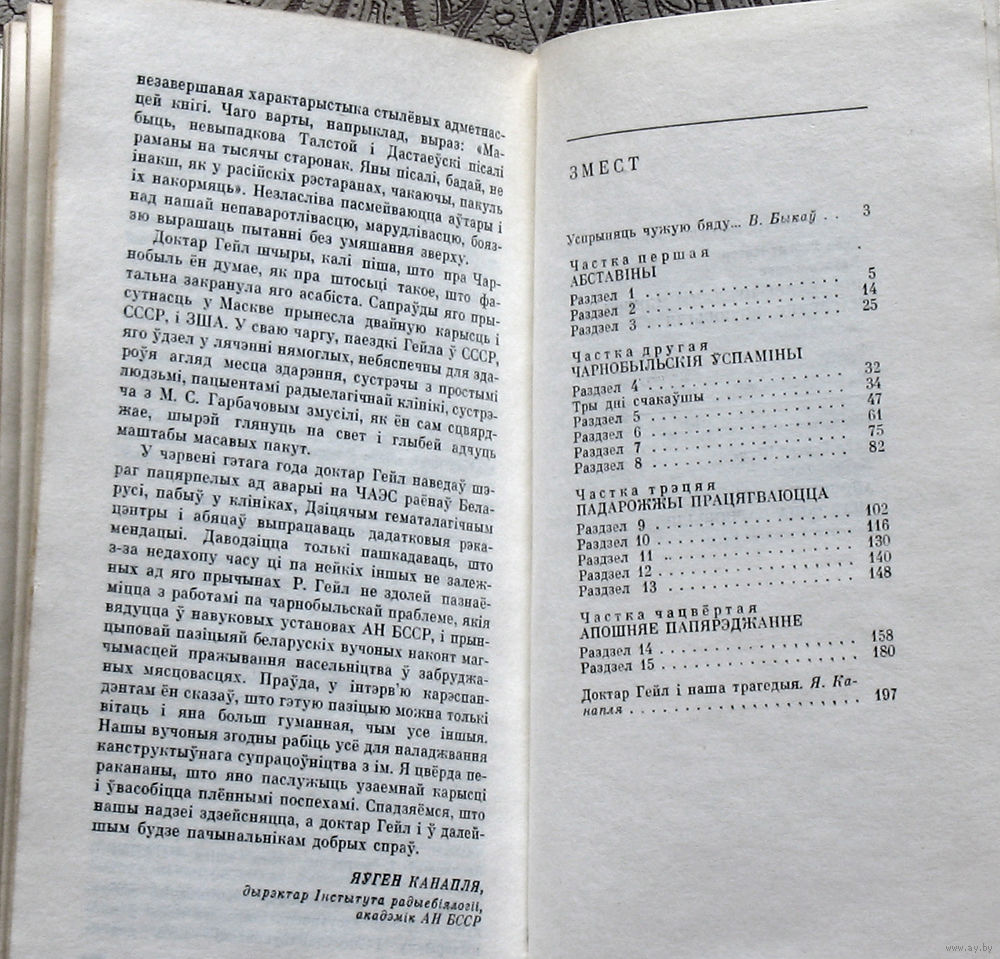 незавершаная характарыстыка стылёвых адметнас-
цей кнігі. Чаго варты, напрыклад, выраз: «Ма-
быць, невыпадкова Талстой і Дастаеўскі пісалі
раманы на тысячы старонак. Яны пісалі, бадай, не
інакш, як у расійскіх рэстаранах, чакаючы, пакуль
іх накормяць». Незласліва пасмейваюцца аўтары і
над нашай непаваротлівасцю, марудлівасцю, бояз-
зю вырашаць пытанні без умяшання зверху.
Доктар Гейл шчыры, калі піша, што пра Чар-
нобыль ён думае, як пра штосьці такое, што фа-
тальна закранула яго асабіста. Сапраўды яго пры-
сутнасць у Маскве прынесла двайную карысць і
СССР, і ЗША. У сваю чаргу, паездкі Гейла ў СССР,
яго ўдзел у лячэнні нямоглых, небяспечны для зда-
роўя агляд месца здарэння, сустрэчы з простымі
людзьмі, пацыентамі радыелагічнай клінікі, сустрэ-
ча з М. С. Гарбачовым змусілі, як ён сам сцвярд-
жае, шырэй глянуць на свет і глыбей адчуць
маштабы масавых пакут.
У чэрвені гэтага года доктар Гейл наведаў шэ-
раг пацярпелых ад аварыі на ЧАЭС раёнаў Бела-
русі, пабыў у клініках, Дзіцячым гематалагічным
цэнтры і абяцаў выпрацаваць дадатковыя рэка-
мендацыі. Даводзіцца толькі пашкадаваць, што
з-за недахопу часу ці па нейкіх іншых не залеж-
ных ад яго прычынах Р. Гейл не здолеў пазнаё-
міцца з работамі па чарнобыльскай праблеме, якія
вядуцца ў навуковых установах АН БССР, і прын-
цыповай пазіцыяй беларускіх вучоных наконт маг-
чымасцей пражывання насельніцтва ў забруджа-
ных мясцовасцях. Праўда, у інтэрв'ю карэспан-
дэнтам ён сказаў, што гэтую пазіцыю можна толькі
вітаць і яна больш гуманная, чым усе іншыя.
Нашы вучоныя згодны рабіць усё для наладжвання
канструктыўнага супрацоўніцтва з ім. Я цвёрда пе-
ракананы, што яно паслужыць узаемнай карысці
і ўвасобіцца плённымі поспехамі. Спадзяёмся, што
нашы надзеі здзейсняцца, а доктар Гейл і ў далей-
шым будзе пачынальнікам добрых спраў.
ЯЎГЕН КАНАПЛЯ,
дырэктар Інстытута радыебіялогіі,
акадэмік АН БССР
ЗМЕСТ
Успрыняць чужую бяду... В. Быкаў . . 3
Частка першая
АБСТАВІНЫ
Раздзел 1 . . . . . . . . . . . . . . 5
Раздзел 2 . . . . . . . . . . . . . . 14
Раздзел 3 . . . . . . . . . . . . . . 25
Частка другая
ЧАРНОБЫЛЬСКІЯ ЎСПАМІНЫ
Раздзел 4 . . . . . . . . . . . . . . 32
Тры дні счакаўшы . . . . . . . . . . 34
Раздзел 5 . . . . . . . . . . . . . . 47
Раздзел 6 . . . . . . . . . . . . . . 61
Раздзел 7 . . . . . . . . . . . . . . 75
Раздзел 8 . . . . . . . . . . . . . . 82
Частка трэцяя
ПАДАРОЖЖЫ ПРАЦЯГВАЮЦЦА
Раздзел 9 . . . . . . . . . . . . . . 102
Раздзел 10 . . . . . . . . . . . . . . 116
Раздзел 11 . . . . . . . . . . . . . . 130
Раздзел 12 . . . . . . . . . . . . . . 140
Раздзел 13 . . . . . . . . . . . . . . 148
Частка чацвёртая
АПОШНЯЕ ПАПЯРЭДЖАННЕ
Раздзел 14 . . . . . . . . . . . . . . 158
Раздзел 15 . . . . . . . . . . . . . . 180
Доктар Гейл і наша трагедыя. Я. Ка-
напля . . . . . . . . . . . . . . . . 197
www.ay.by